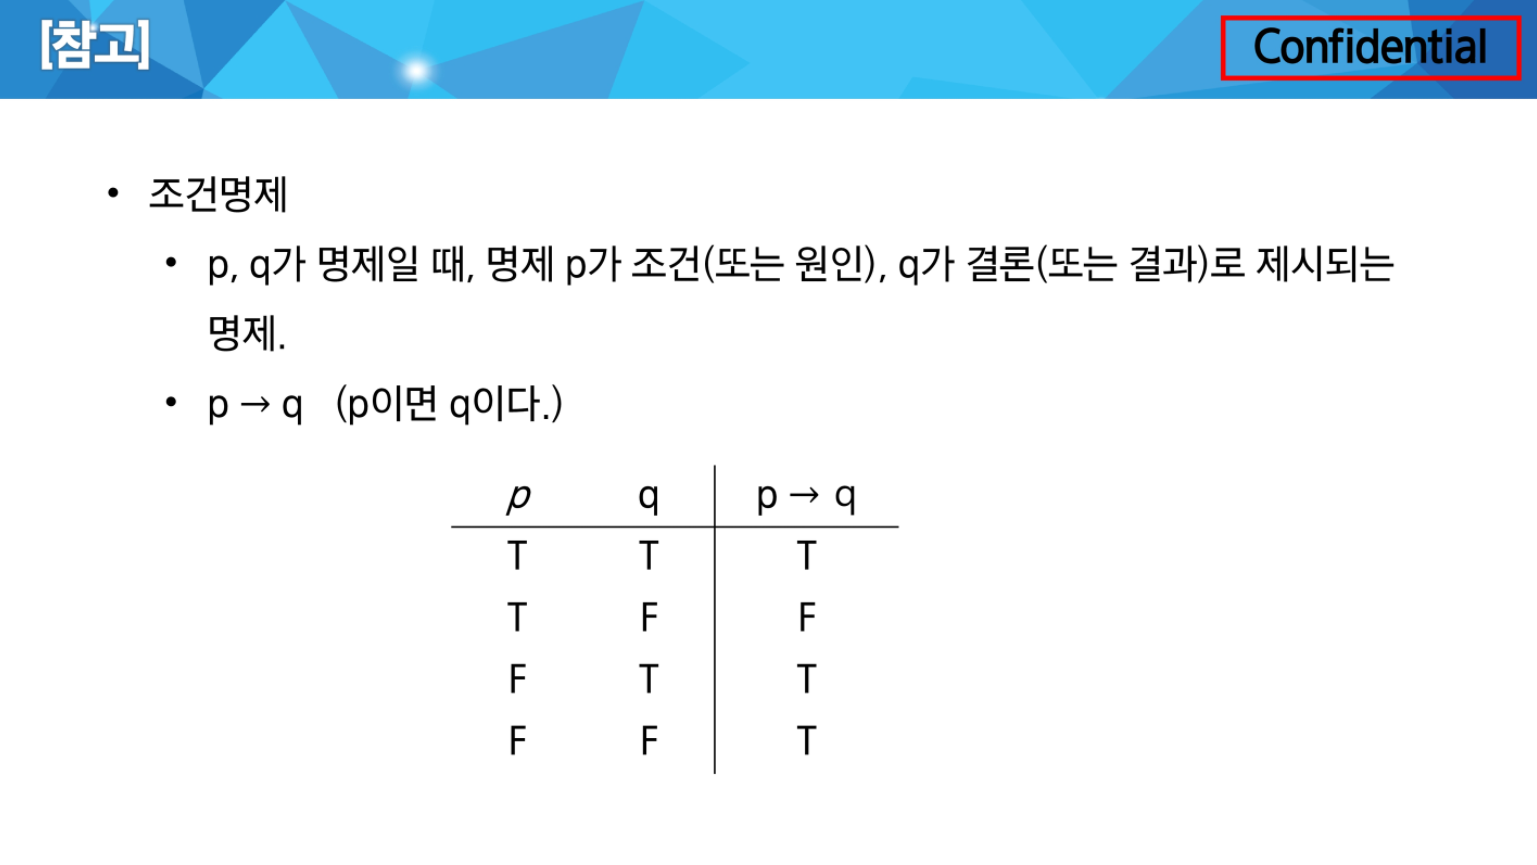 [참고]
Confidential
• 조건명제
• p, q가 명제일 때, 명제 p가 조건(또는 원인), q가 결론(또는 결과)로 제시되는
명제.
• p → q (p이면 q이다.)
p q p → q
T T T
T F F
F T T
F F T